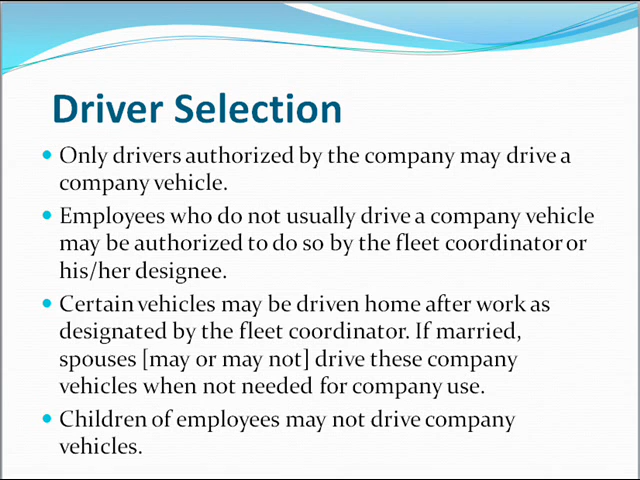 Driver Selection
• Only drivers authorized by the company may drive a
company vehicle.
• Employees who do not usually drive a company vehicle
may be authorized to do so by the fleet coordinator or
his/her designee.
• Certain vehicles may be driven home after work as
designated by the fleet coordinator. If married,
spouses [may or may not] drive these company
vehicles when not needed for company use.
• Children of employees may not drive company
vehicles.